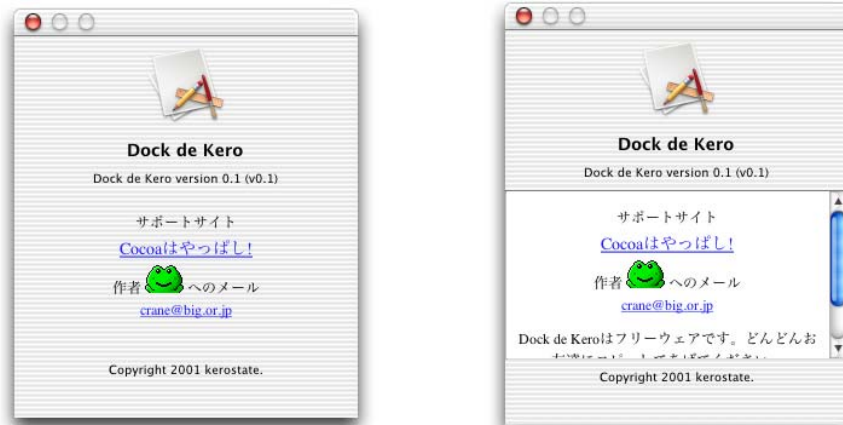 Dock de Kero
Dock de Kero version 0.1 (v0.1)
サポートサイト
Cocoaはやっぱし!
作者 へのメール
crane@big.or.jp
Copyright 2001 kerostate.
Dock de Kero
Dock de Kero version 0.1 (v0.1)
サポートサイト
Cocoaはやっぱし!
作者 へのメール
crane@big.or.jp
Dock de Keroはフリーウェアです。どんどんお
Copyright 2001 kerostate.